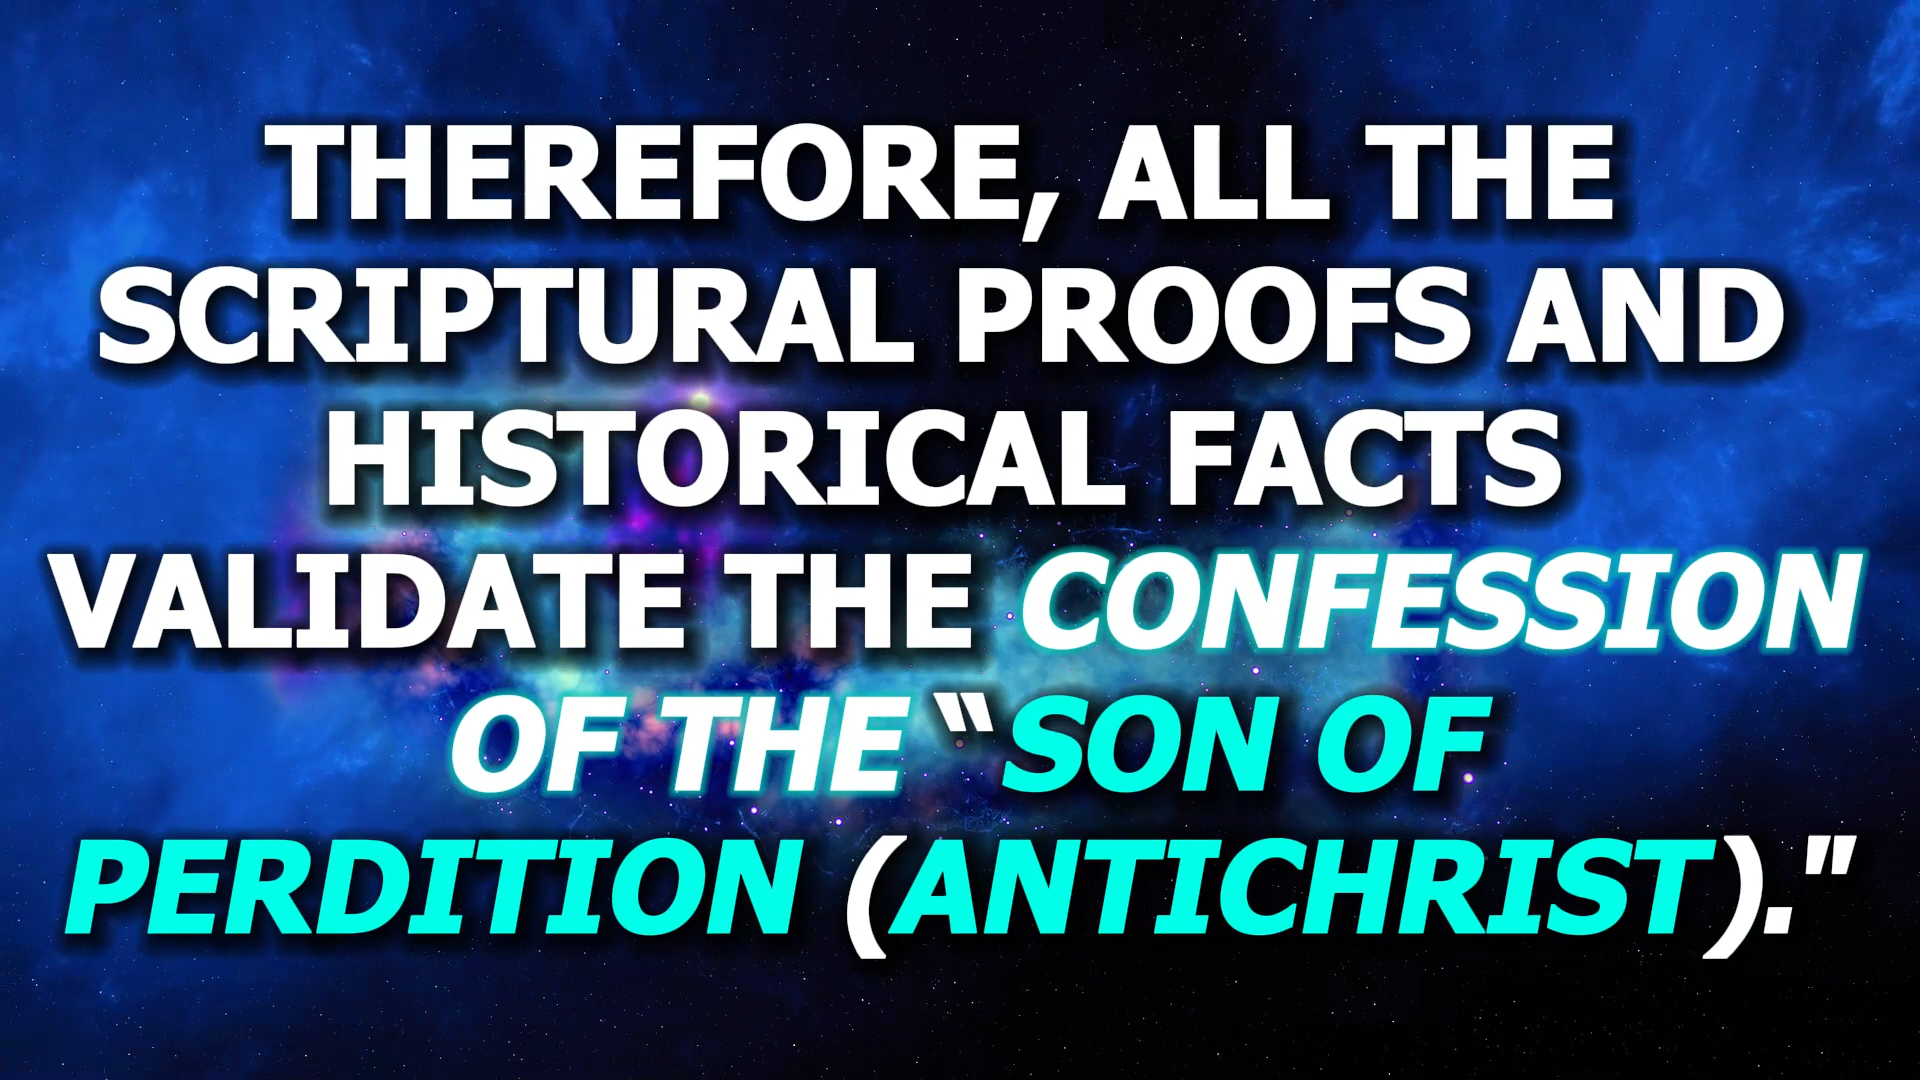 THEREFORE, ALL THE
SCRIPTURAL PROOFS AND
HISTORICAL FACTS
VALIDATE THE CONFESSION
OF THE “SON OF
PERDITION (ANTICHRIST)."